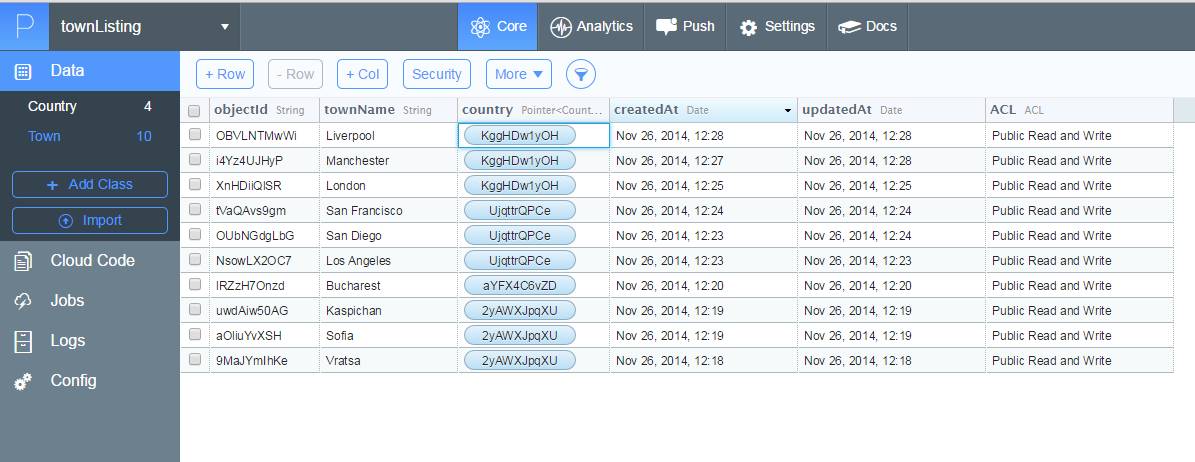 P townListing Core Analytics Push Settings Docs
Data
+ Row - Row + Col Security More
Country 4
Town 10
+ Add Class
Import
Cloud Code
Jobs
Logs
Config
objectId String townName String country Pointer<Count... createdAt Date updatedAt Date ACL ACL
OBVLNTMwWi Liverpool KggHDw1yOH Nov 26, 2014, 12:28 Nov 26, 2014, 12:28 Public Read and Write
i4Yz4UJHyP Manchester KggHDw1yOH Nov 26, 2014, 12:27 Nov 26, 2014, 12:28 Public Read and Write
XnHDiiQlSR London KggHDw1yOH Nov 26, 2014, 12:25 Nov 26, 2014, 12:25 Public Read and Write
tVaQAvs9gm San Francisco UjqttrQPCe Nov 26, 2014, 12:24 Nov 26, 2014, 12:24 Public Read and Write
OUbNGdgLbG San Diego UjqttrQPCe Nov 26, 2014, 12:23 Nov 26, 2014, 12:24 Public Read and Write
NsowLX2OC7 Los Angeles UjqttrQPCe Nov 26, 2014, 12:23 Nov 26, 2014, 12:23 Public Read and Write
IRZzH7Onzd Bucharest aYFX4C6vZD Nov 26, 2014, 12:20 Nov 26, 2014, 12:20 Public Read and Write
uwdAiw50AG Kaspichan 2yAWXJpqXU Nov 26, 2014, 12:19 Nov 26, 2014, 12:19 Public Read and Write
aOliuYvXSH Sofia 2yAWXJpqXU Nov 26, 2014, 12:19 Nov 26, 2014, 12:19 Public Read and Write
9MaJYmIhKe Vratsa 2yAWXJpqXU Nov 26, 2014, 12:18 Nov 26, 2014, 12:18 Public Read and Write